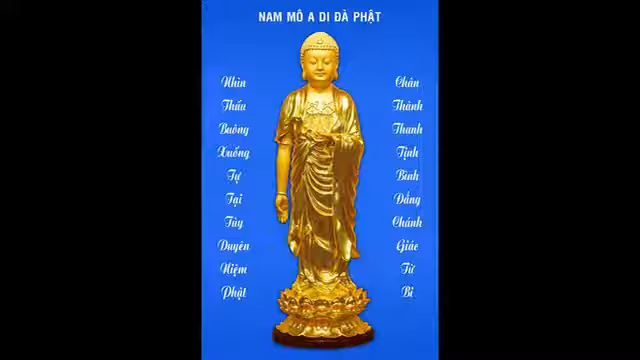 NAM MÔ A DI ĐÀ PHẬT
Nhìn
Thấu
Buông
Xuống
Tự
Tại
Tùy
Duyên
Niệm
Phật
Chân
Thành
Thanh
Tịnh
Bình
Đẳng
Chánh
Giác
Từ
Bi